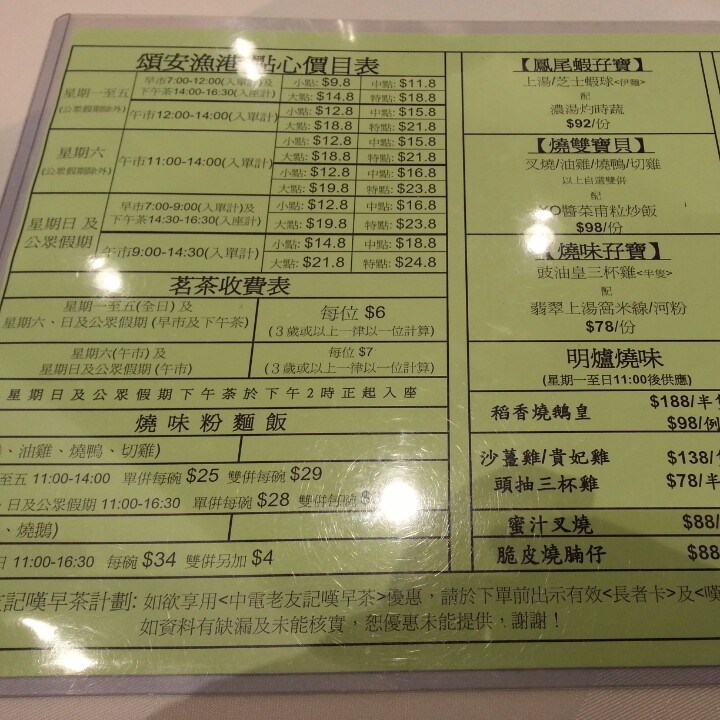 頌安漁港 點心價目表
星期一至五
(公眾假期除外)
早市7:00-12:00(入單計)及
下午茶14:00-16:30(入座計)
小點: $9.8 中點: $11.8
大點: $14.8 特點: $18.8
午市12:00-14:00(入單計)
小點: $12.8 中點: $15.8
大點: $18.8 特點: $21.8
星期六
(公眾假期除外)
午市11:00-14:00(入單計)
小點: $12.8 中點: $15.8
大點: $18.8 特點: $21.8
小點: $12.8 中點: $16.8
大點: $19.8 特點: $23.8
星期日 及
公眾假期
早市7:00-9:00(入單計)及
下午茶14:30-16:30(入座計)
小點: $12.8 中點: $16.8
大點: $19.8 特點: $23.8
午市9:00-14:30(入單計)
小點: $14.8 中點: $18.8
大點: $21.8 特點: $24.8
茗茶收費表
星期一至五(全日) 及
星期六、日及公眾假期 (早市及下午茶)
每位 $6
(3歲或以上一律以一位計算)
星期六(午市) 及
星期日及公眾假期 (午市)
每位 $7
(3歲或以上一律以一位計算)
星期日及公眾假期下午茶於下午2時正起入座
燒味粉麵飯
、油雞、燒鴨、切雞)
至五 11:00-14:00 單併每碗 $25 雙併每碗 $29
、日及公眾假期 11:00-16:30 單併每碗 $28 雙併每碗 $
、燒鵝)
日 11:00-16:30 每碗 $34 雙併另加 $4
【鳳尾蝦孖寶】
上湯/芝士蝦球<伊麵>
配
濃湯灼時蔬
$92/份
【燒雙寶貝】
叉燒/油雞/燒鴨/切雞
以上自選雙併
配
XO醬菜甫粒炒飯
$98/份
【燒味孖寶】
豉油皇三杯雞<半隻>
配
翡翠上湯窩米線/河粉
$78/份
明爐燒味
(星期一至日11:00後供應)
稻香燒鵝皇 $188/半
$98/例
沙薑雞/貴妃雞 $138/
頭抽三杯雞 $78/半
蜜汁叉燒 $88/
脆皮燒腩仔 $88
友記嘆早茶計劃: 如欲享用<中電老友記嘆早茶>優惠，請於下單前出示有效<長者卡>及<嘆
如資料有缺漏及未能核實，恕優惠未能提供，謝謝！